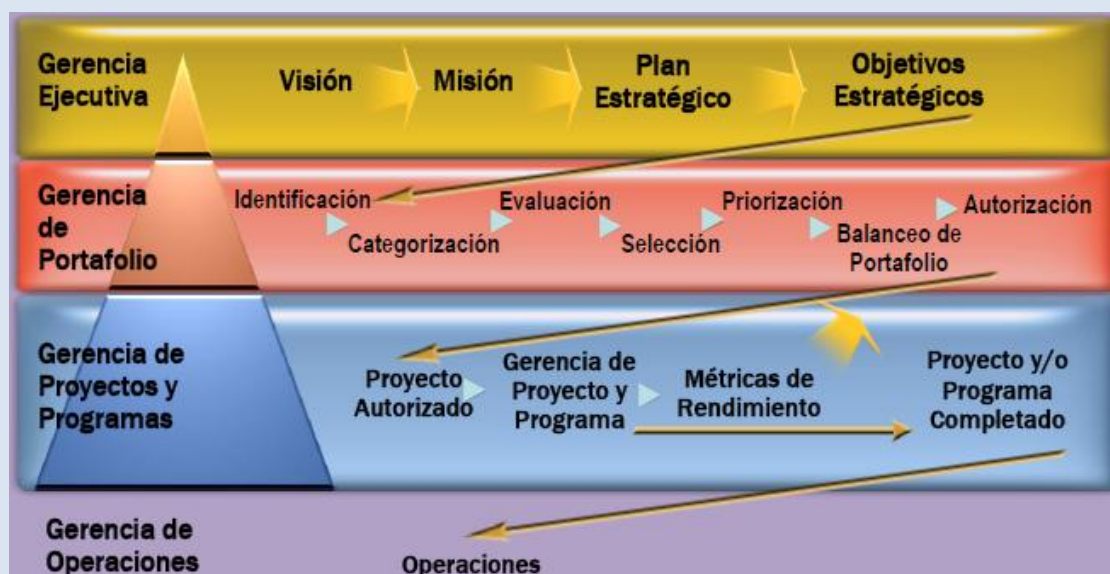 Gerencia
Ejecutiva
Visión
Misión
Plan
Estratégico
Objetivos
Estratégicos
Gerencia
de
Portafolio
Identificación
Categorización
Evaluación
Selección
Priorización
Balanceo de
Portafolio
Autorización
Gerencia de
Proyectos y
Programas
Proyecto
Autorizado
Gerencia de
Proyecto y
Programa
Métricas de
Rendimiento
Proyecto y/o
Programa
Completado
Gerencia de
Operaciones
Operaciones